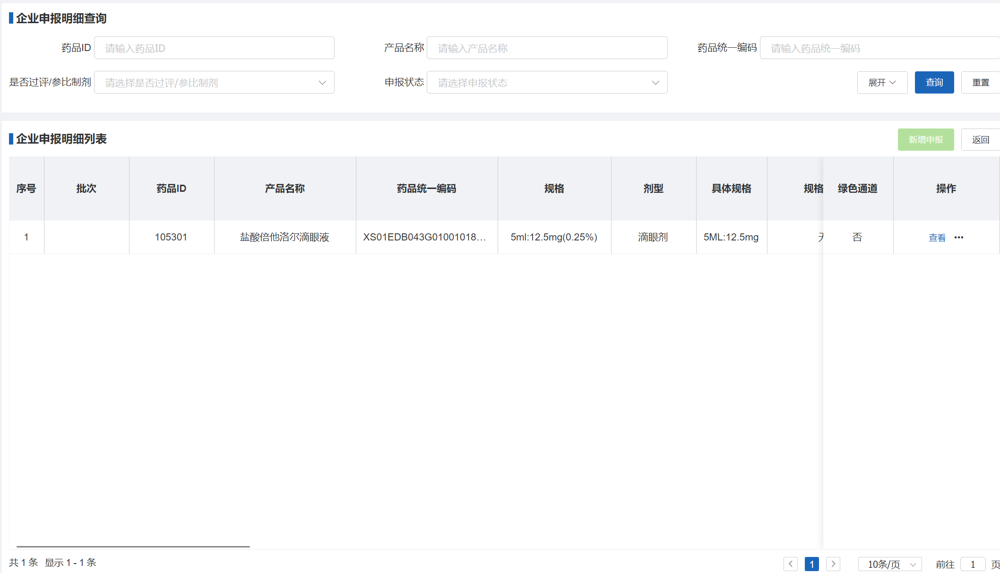 企业申报明细查询
药品ID 请输入药品ID 产品名称 请输入产品名称 药品统一编码 请输入药品统一编码
是否过评/参比制剂 请选择是否过评/参比制剂 申报状态 请选择申报状态 展开 查询 重置
企业申报明细列表 新增申报 返回
序号 批次 药品ID 产品名称 药品统一编码 规格 剂型 具体规格 规格 绿色通道 操作
1 105301 盐酸倍他洛尔滴眼液 XS01EDB043G01001018... 5ml:12.5mg(0.25%) 滴眼剂 5ML:12.5mg 否 查看 •••
共 1 条 显示 1 - 1 条 1 10条/页 前往 1 页